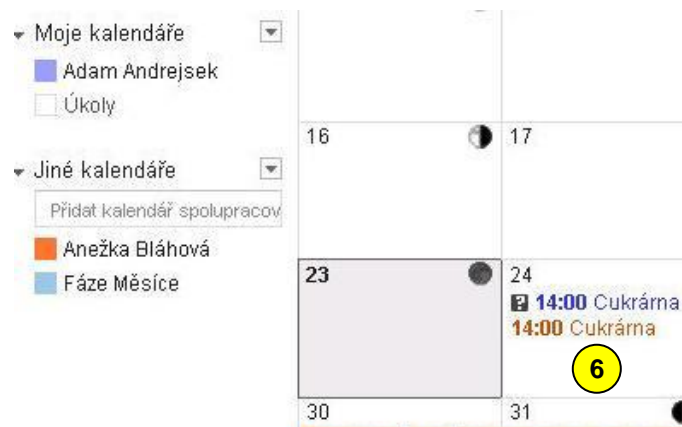 Moje kalendáře
Adam Andrejsek
Úkoly
Jiné kalendáře
Přidat kalendář spolupracov
Anežka Bláhová
Fáze Měsíce
16
17
23
24
? 14:00 Cukrárna
14:00 Cukrárna
6
30
31